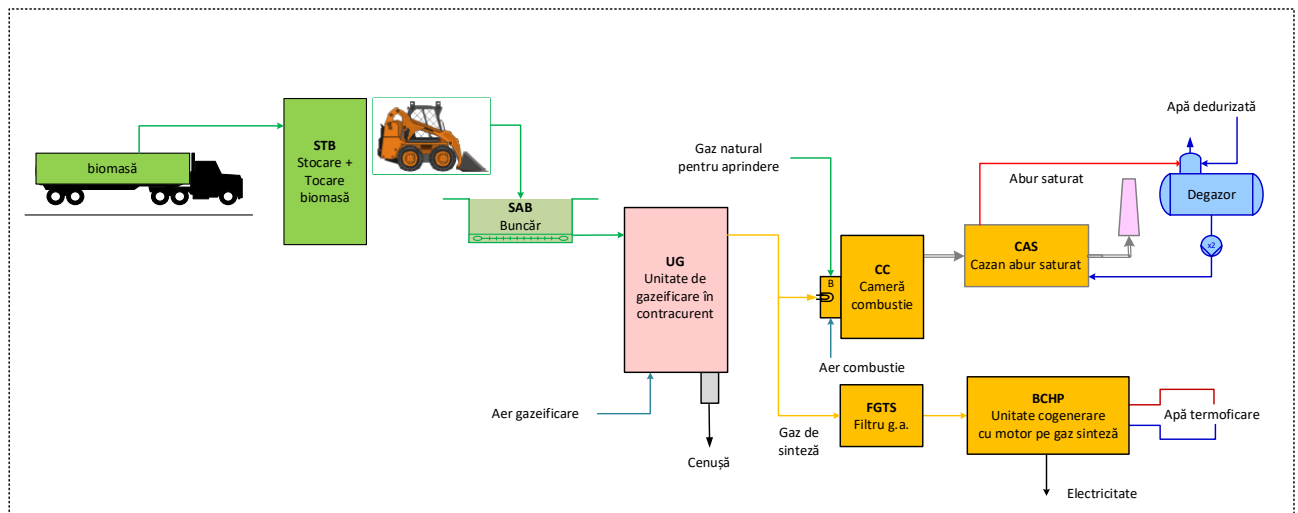 biomasă
STB
Stocare +
Tocare
biomasă
SAB
Buncăr
UG
Unitate de
gazeificare în
contracurent
Aer gazeificare
Cenușă
Gaz natural
pentru aprindere
B
CC
Cameră
combustie
Aer combustie
Abur saturat
CAS
Cazan abur saturat
Apă dedurizată
Degazor
x2
Gaz de
sinteză
FGTS
Filtru g.a.
BCHP
Unitate cogenerare
cu motor pe gaz sinteză
Apă termoficare
Electricitate